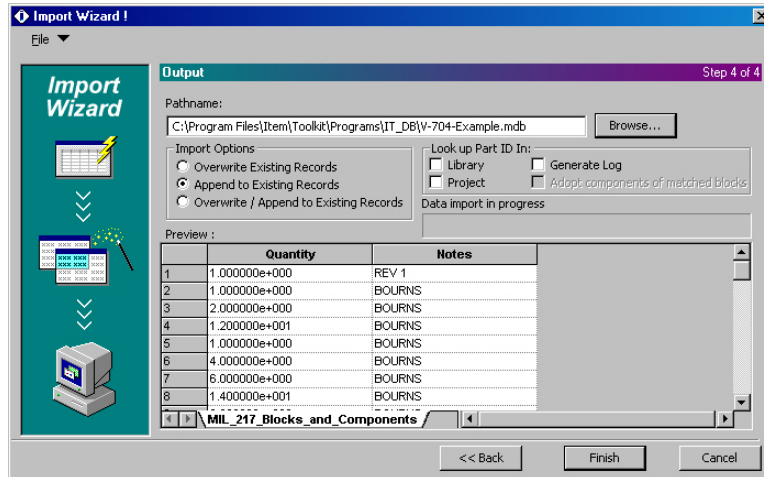 Import Wizard !
File
Import
Wizard
Output Step 4 of 4
Pathname:
C:\Program Files\Item\Toolkit\Programs\IT_DB\V-704-Example.mdb Browse...
Import Options
Overwrite Existing Records
Append to Existing Records
Overwrite / Append to Existing Records
Look up Part ID In:
Library Generate Log
Project Adopt components of matched blocks
Data import in progress
Preview :
Quantity Notes
1 1.000000e+000 REV 1
2 1.000000e+000 BOURNS
3 2.000000e+000 BOURNS
4 1.200000e+001 BOURNS
5 1.000000e+000 BOURNS
6 4.000000e+000 BOURNS
7 6.000000e+000 BOURNS
8 1.400000e+001 BOURNS
MIL_217_Blocks_and_Components
<< Back Finish Cancel